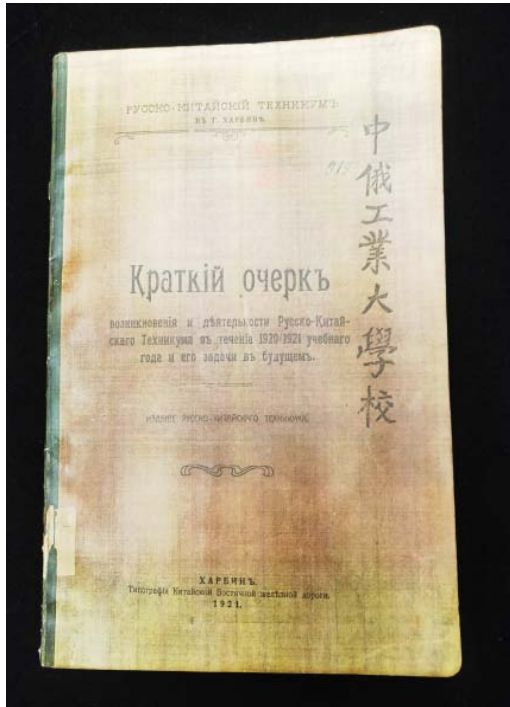 РУССКО-КИТАЙСКІЙ ТЕХНИКУМЪ
ВЪ Г. ХАРБИНѢ.
中俄工業大學校
Краткій очеркъ
возникновенія и дѣятельности Русско-Китай-
скаго Техникума въ теченіе 1920-1921 учебнаго
года и его задачи въ будущемъ.
ИЗДАНІЕ РУССКО-КИТАЙСКАГО ТЕХНИКУМА.
ХАРБИНЪ.
Типографія Китайской Восточной желѣзной дороги.
1921.